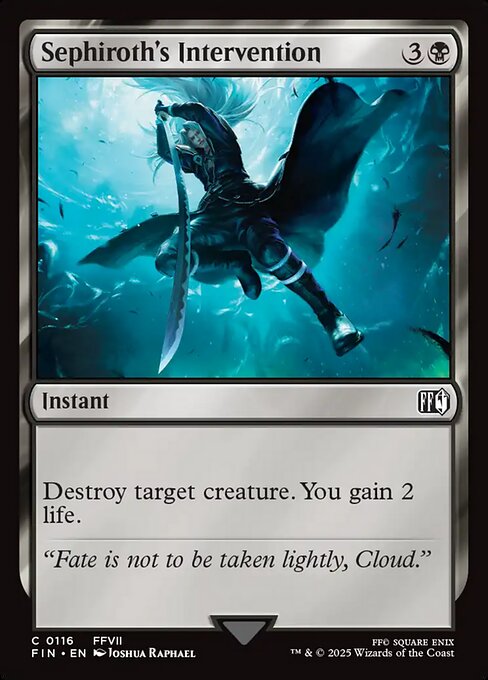 Sephiroth's Intervention 3
Instant FF
Destroy target creature. You gain 2
life.
“Fate is not to be taken lightly, Cloud.”
C 0116 FFVII FF© SQUARE ENIX
FIN • EN Joshua Raphael ™ & © 2025 Wizards of the Coast